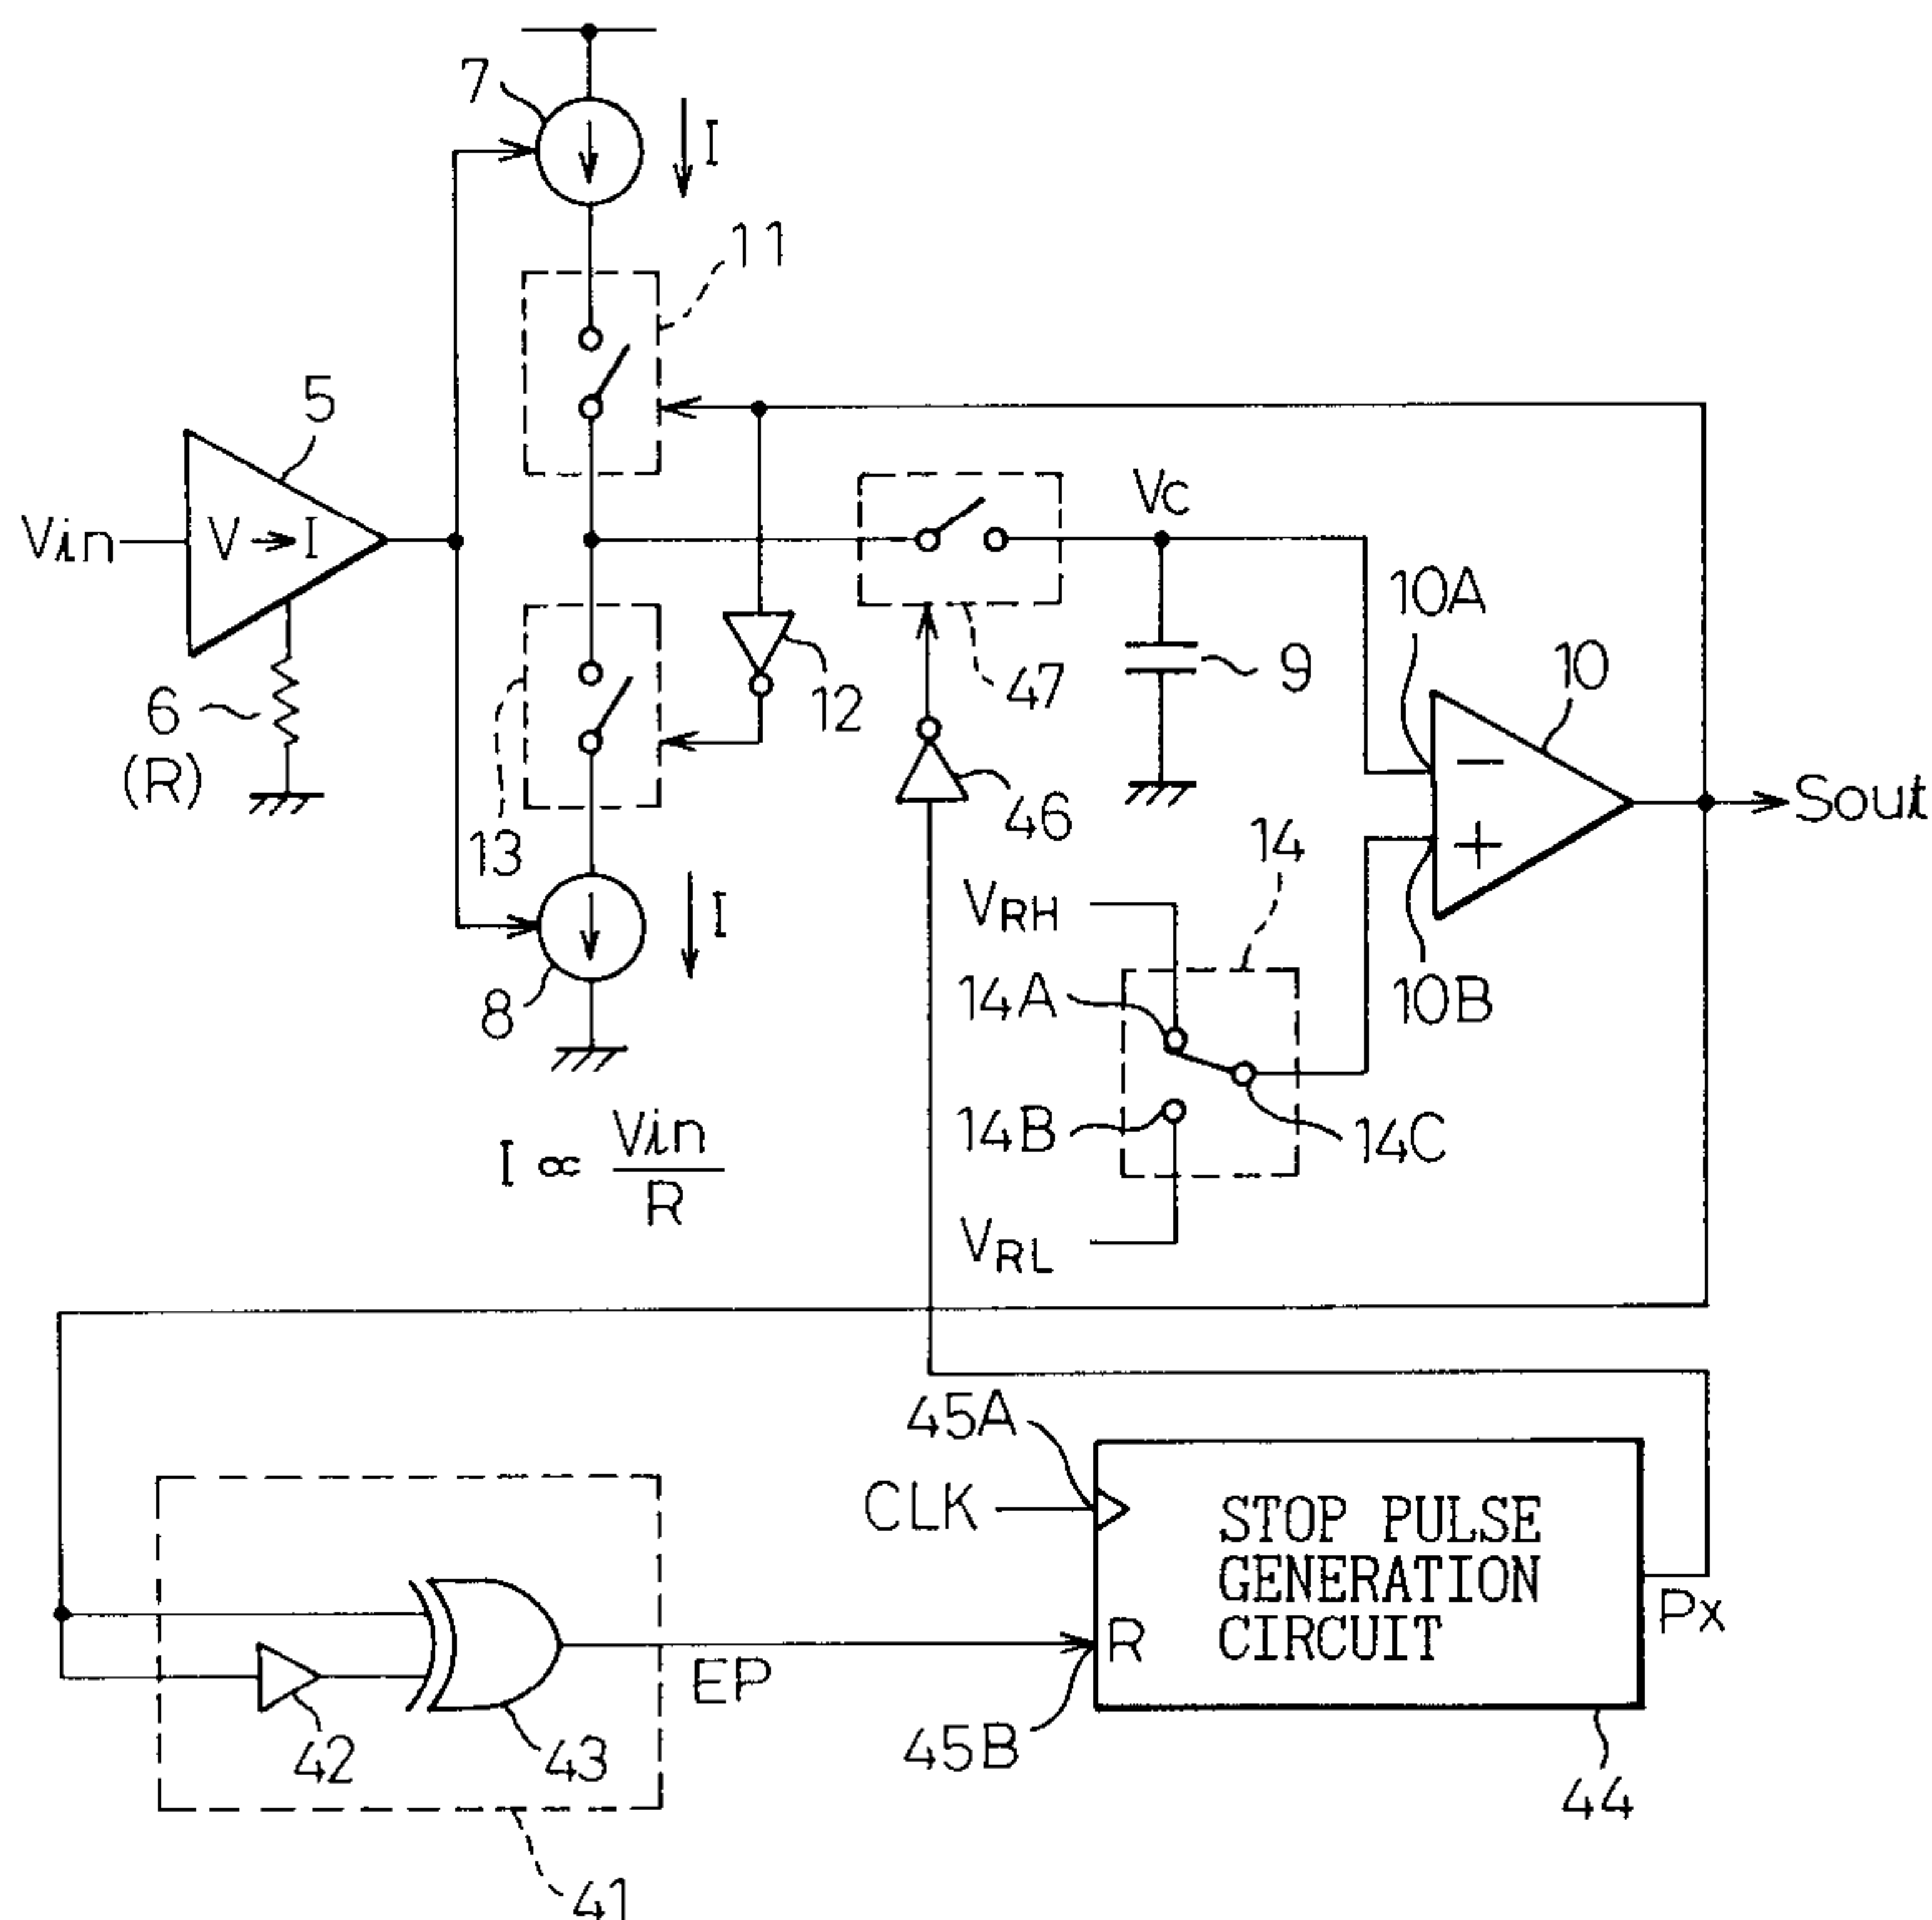 7
I
11
5
Vin
V → I
Vc
10A
10
6
(R)
12
47
9
13
46
Sout
−
+
14
VRH
14A
10B
8
14B
14C
I ∝ Vin
R
VRL
45A
CLK
STOP PULSE
GENERATION
CIRCUIT
Px
R
EP
42
43
45B
44
41
I